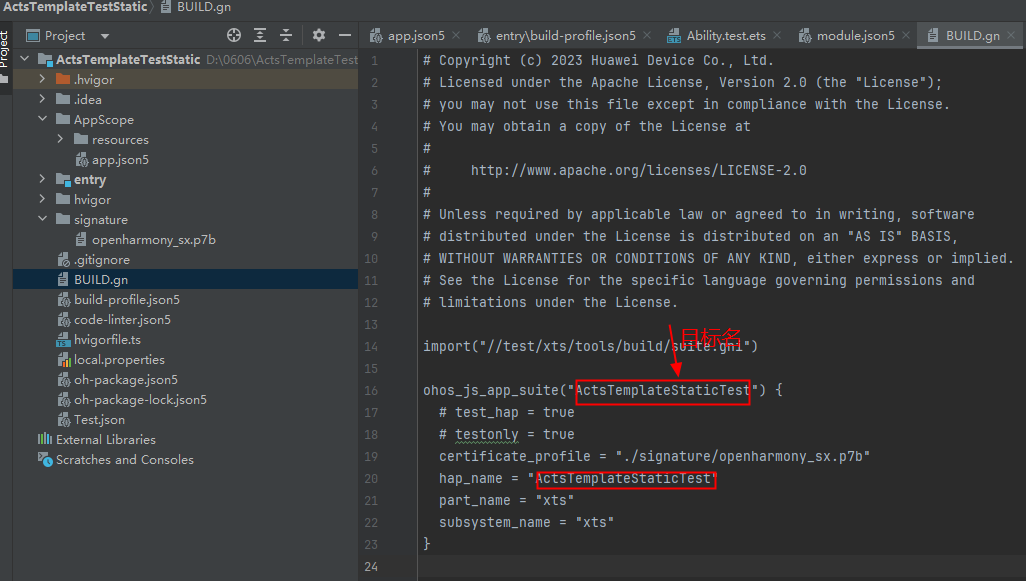 ActsTemplateTestStatic BUILD.gn
Project
Project
app.json5
entry\build-profile.json5
Ability.test.ets
module.json5
BUILD.gn
ActsTemplateTestStatic D:\0606\ActsTemplateTest
.hvigor
.idea
AppScope
resources
app.json5
entry
hvigor
signature
openharmony_sx.p7b
.gitignore
BUILD.gn
build-profile.json5
code-linter.json5
hvigorfile.ts
local.properties
oh-package.json5
oh-package-lock.json5
Test.json
External Libraries
Scratches and Consoles
1 # Copyright (c) 2023 Huawei Device Co., Ltd.
2 # Licensed under the Apache License, Version 2.0 (the "License");
3 # you may not use this file except in compliance with the License.
4 # You may obtain a copy of the License at
5 #
6 #     http://www.apache.org/licenses/LICENSE-2.0
7 #
8 # Unless required by applicable law or agreed to in writing, software
9 # distributed under the License is distributed on an "AS IS" BASIS,
10 # WITHOUT WARRANTIES OR CONDITIONS OF ANY KIND, either express or implied.
11 # See the License for the specific language governing permissions and
12 # limitations under the License.
13
目标名
14 import("//test/xts/tools/build/suite.gni")
15
16 ohos_js_app_suite("ActsTemplateStaticTest") {
17   # test_hap = true
18   # testonly = true
19   certificate_profile = "./signature/openharmony_sx.p7b"
20   hap_name = "ActsTemplateStaticTest"
21   part_name = "xts"
22   subsystem_name = "xts"
23 }
24